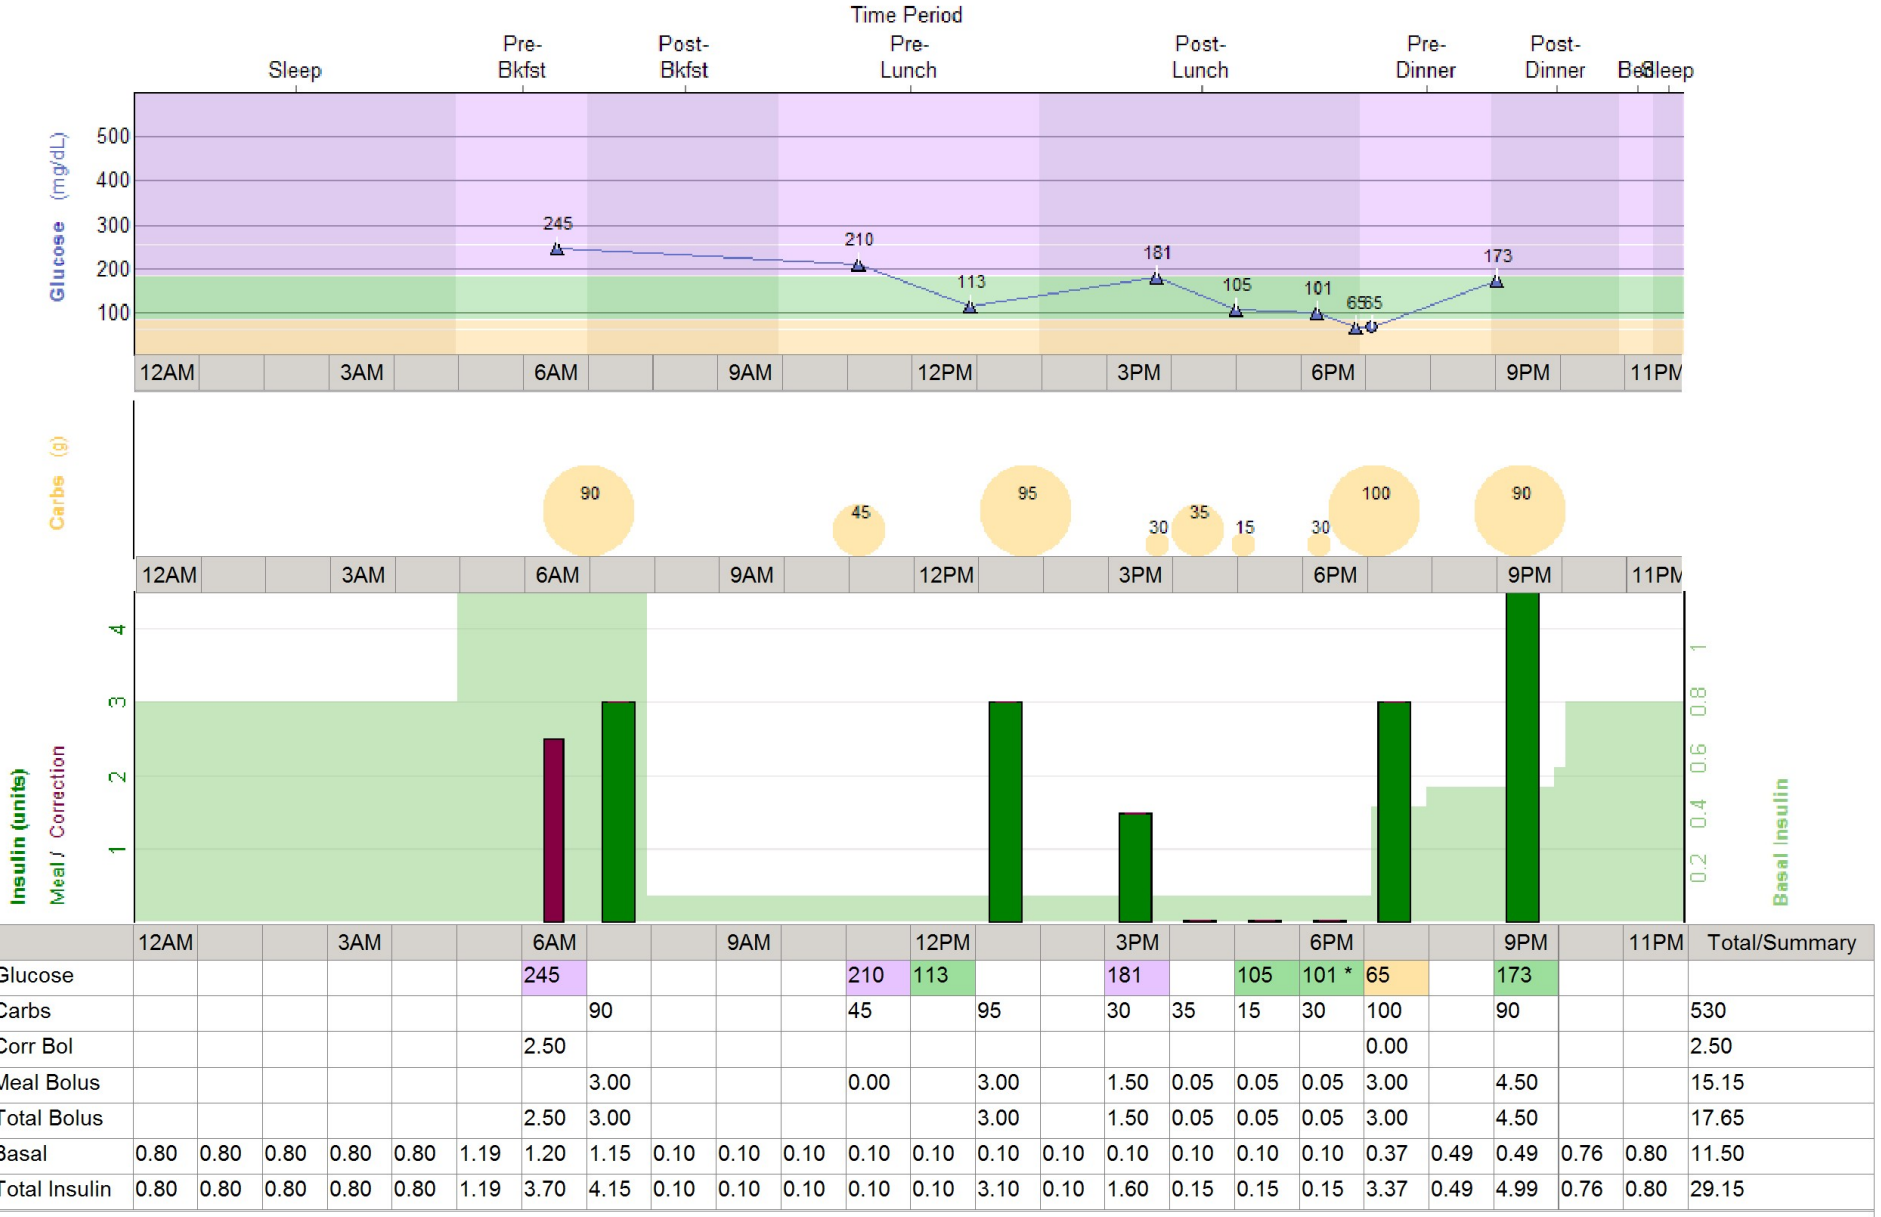 Time Period
Sleep Pre- Bkfst Post- Bkfst Pre- Lunch Post- Lunch Pre- Dinner Post- Dinner Bed Sleep
Glucose (mg/dL)
500
400
300
200
100
245 210 113 181 105 101 65 65 173
12AM 3AM 6AM 9AM 12PM 3PM 6PM 9PM 11PM
Carbs (g)
90 45 95 30 35 15 30 100 90
12AM 3AM 6AM 9AM 12PM 3PM 6PM 9PM 11PM
Insulin (units)
Meal / Correction
4
3
2
1
1
0.8
0.6
0.4
0.2
Basal Insulin
12AM 3AM 6AM 9AM 12PM 3PM 6PM 9PM 11PM Total/Summary
Glucose 245 210 113 181 105 101 * 65 173
Carbs 90 45 95 30 35 15 30 100 90 530
Corr Bol 2.50 0.00 2.50
Meal Bolus 3.00 0.00 3.00 1.50 0.05 0.05 0.05 3.00 4.50 15.15
Total Bolus 2.50 3.00 3.00 1.50 0.05 0.05 0.05 3.00 4.50 17.65
Basal 0.80 0.80 0.80 0.80 0.80 1.19 1.20 1.15 0.10 0.10 0.10 0.10 0.10 0.10 0.10 0.10 0.10 0.10 0.10 0.37 0.49 0.49 0.76 0.80 11.50
Total Insulin 0.80 0.80 0.80 0.80 0.80 1.19 3.70 4.15 0.10 0.10 0.10 0.10 0.10 3.10 0.10 1.60 0.15 0.15 0.15 3.37 0.49 4.99 0.76 0.80 29.15